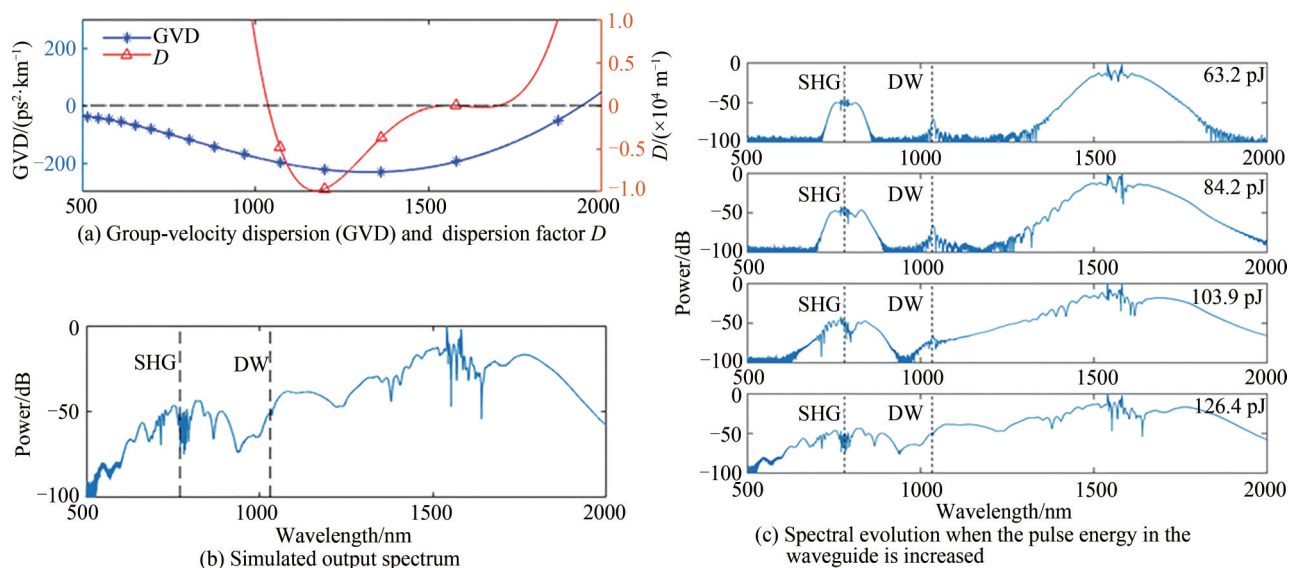 GVD/(ps²·km⁻¹)
200
0
−200
GVD
D
1.0
0.5
0
−0.5
−1.0
D/(×10⁴ m⁻¹)
500
1000
1500
2000
(a) Group-velocity dispersion (GVD) and dispersion factor D
Power/dB
0
−50
−100
SHG
DW
500
1000
1500
2000
Wavelength/nm
(b) Simulated output spectrum
Power/dB
0
−50
−100
SHG
DW
63.2 pJ
500
1000
1500
2000
0
−50
−100
SHG
DW
84.2 pJ
500
1000
1500
2000
0
−50
−100
SHG
DW
103.9 pJ
500
1000
1500
2000
0
−50
−100
SHG
DW
126.4 pJ
500
1000
1500
2000
Wavelength/nm
(c) Spectral evolution when the pulse energy in the
waveguide is increased